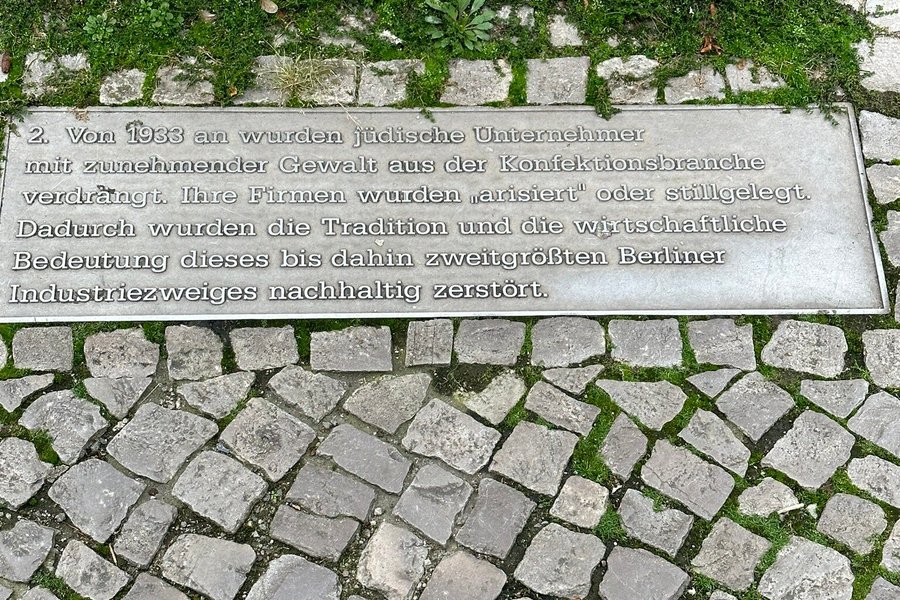 2. Von 1933 an wurden jüdische Unternehmer
mit zunehmender Gewalt aus der Konfektionsbranche
verdrängt. Ihre Firmen wurden „arisiert" oder stillgelegt.
Dadurch wurden die Tradition und die wirtschaftliche
Bedeutung dieses bis dahin zweitgrößten Berliner
Industriezweiges nachhaltig zerstört.